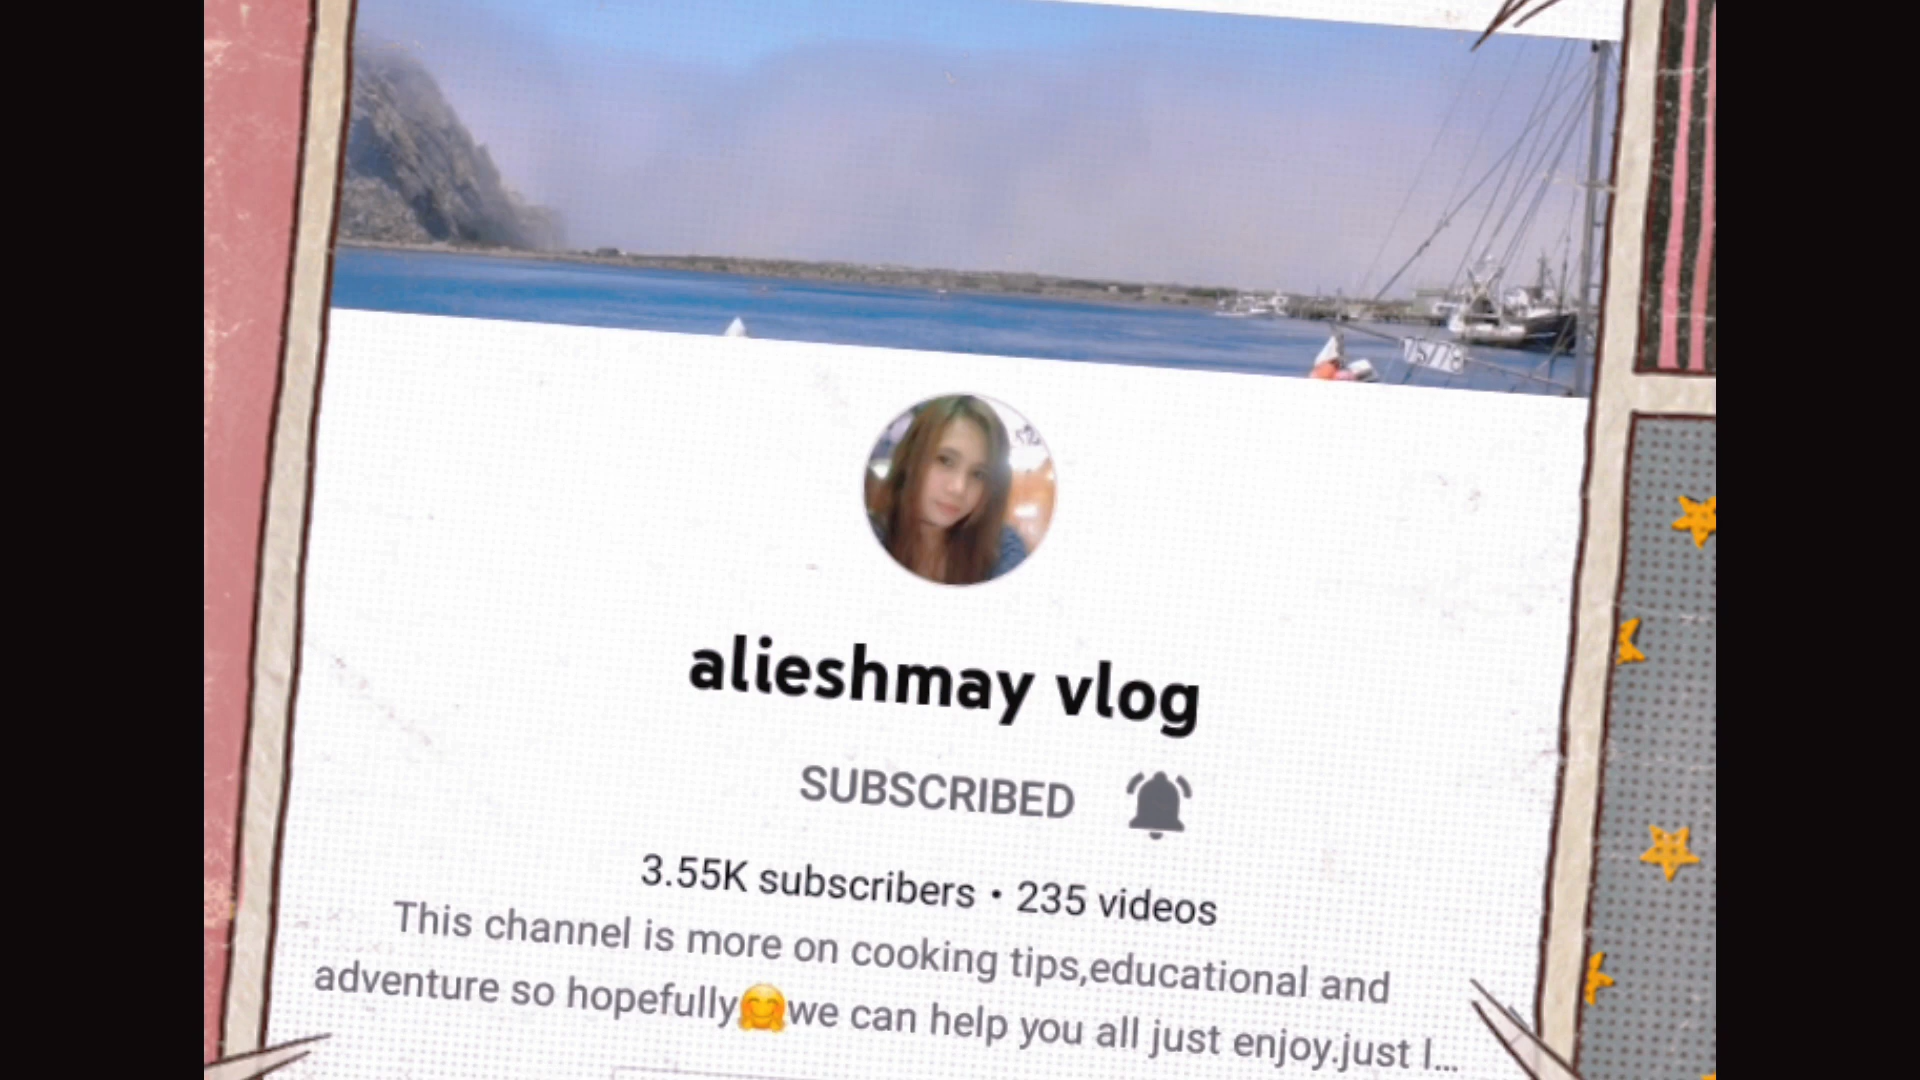 75778
alieshmay vlog
SUBSCRIBED
3.55K subscribers • 235 videos
This channel is more on cooking tips,educational and
adventure so hopefully🤗we can help you all just enjoy.just l...